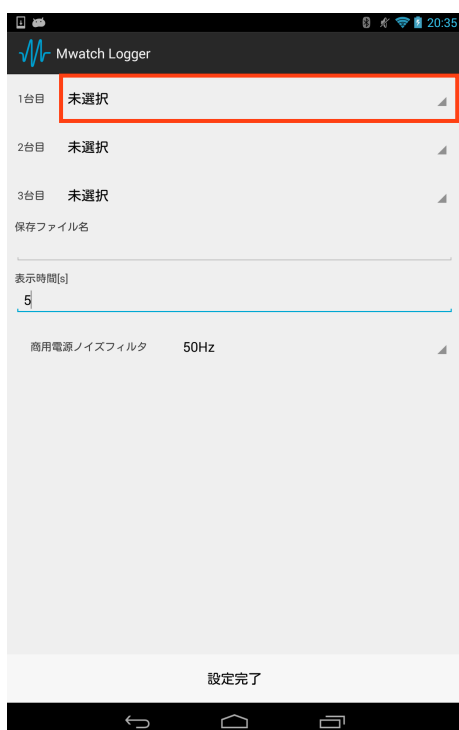 20:35
Mwatch Logger
1台目 未選択
2台目 未選択
3台目 未選択
保存ファイル名
表示時間[s]
5
商用電源ノイズフィルタ 50Hz
設定完了